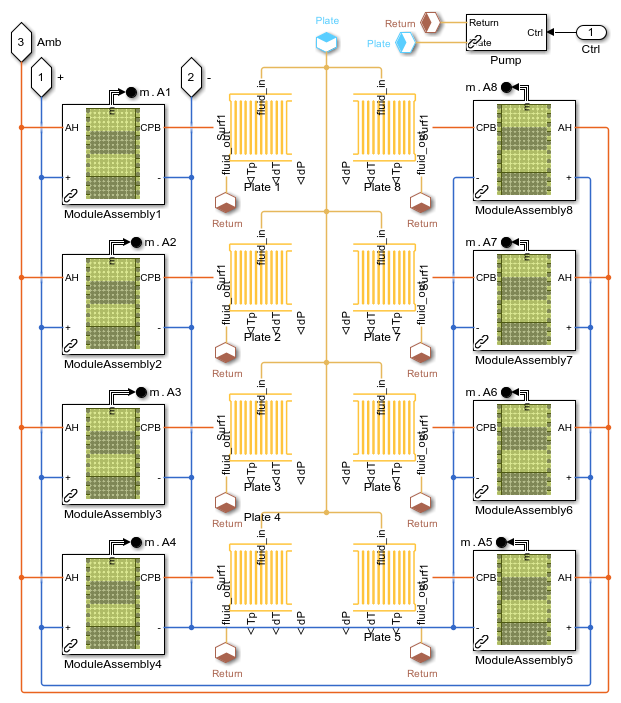 Plate
Return
Plate
Return
Ctrl
Pump
1
Ctrl
3
Amb
1
+
2
-
m.A1
AH
CPB
+
-
m
ModuleAssembly1
fluid_in
Surf1
fluid_out
Tp
dT
dP
Plate 1
Return
fluid_in
Surf1
fluid_out
dP
dT
Tp
Plate 8
Return
m.A8
CPB
AH
-
+
m
ModuleAssembly8
m.A2
AH
CPB
+
-
m
ModuleAssembly2
fluid_in
Surf1
fluid_out
Tp
dT
dP
Plate 2
Return
fluid_in
Surf1
fluid_out
dP
dT
Tp
Plate 7
Return
m.A7
CPB
AH
-
+
m
ModuleAssembly7
m.A3
AH
CPB
+
-
m
ModuleAssembly3
fluid_in
Surf1
fluid_out
Tp
dT
dP
Plate 3
Return
fluid_in
Surf1
fluid_out
dP
dT
Tp
Plate 6
Return
m.A6
CPB
AH
-
+
m
ModuleAssembly6
m.A4
AH
CPB
+
-
m
ModuleAssembly4
Plate 4
fluid_in
Surf1
fluid_out
Tp
dT
dP
Return
fluid_in
Surf1
fluid_out
dP
dT
Tp
Plate 5
Return
m.A5
CPB
AH
-
+
m
ModuleAssembly5